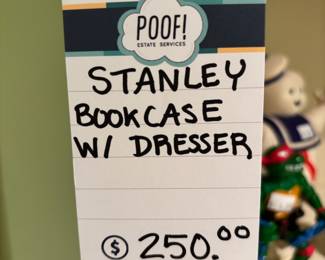 POOF!
ESTATE SERVICES
STANLEY
BOOKCASE
W/ DRESSER
$ 250.00